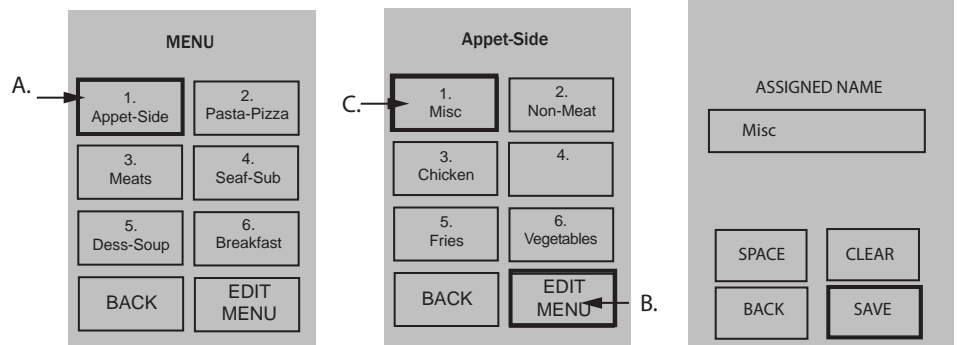 MENU
A.
1.
Appet-Side
2.
Pasta-Pizza
3.
Meats
4.
Seaf-Sub
5.
Dess-Soup
6.
Breakfast
BACK
EDIT
MENU
Appet-Side
C.
1.
Misc
2.
Non-Meat
3.
Chicken
4.
5.
Fries
6.
Vegetables
BACK
EDIT
MENU
B.
ASSIGNED NAME
Misc
SPACE
CLEAR
BACK
SAVE